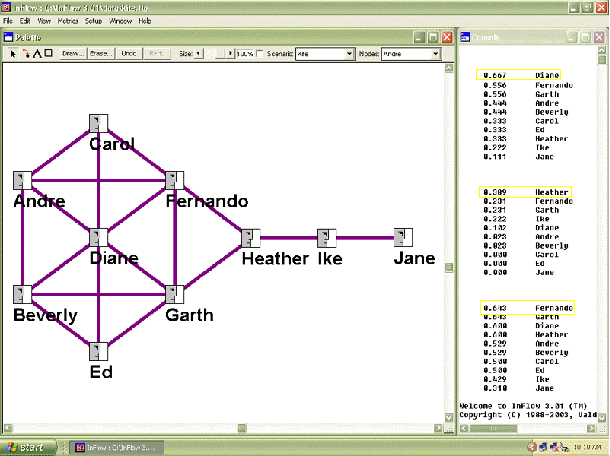 File Edit View Metrics Setup Window Help
Palette
Draw... Erase... Undo Redo Size: 100% Scenario: Kite Nodes: Andre
Carol
Andre
Fernando
Diane
Heather
Ike
Jane
Beverly
Garth
Ed
0.667 Diane
0.556 Fernando
0.556 Garth
0.444 Andre
0.444 Beverly
0.333 Carol
0.333 Ed
0.333 Heather
0.222 Ike
0.111 Jane
0.389 Heather
0.231 Fernando
0.231 Garth
0.222 Ike
0.102 Diane
0.023 Andre
0.023 Beverly
0.000 Carol
0.000 Ed
0.000 Jane
0.643 Fernando
0.643 Garth
0.600 Diane
0.600 Heather
0.529 Andre
0.529 Beverly
0.500 Carol
0.500 Ed
0.429 Ike
0.310 Jane
Welcome to InFlow 3.01 (TM)
Copyright (C) 1988-2003, Vald
start
InFlow : C:\InFlow 3....